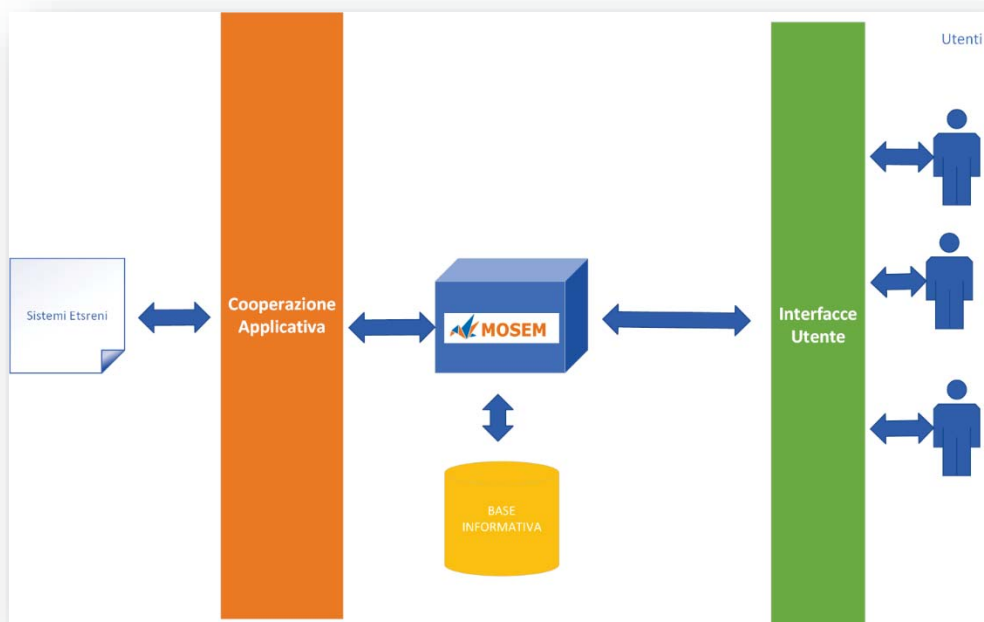 Utenti
Sistemi Etsreni
Cooperazione
Applicativa
MOSEM
Interfacce
Utente
BASE
INFORMATIVA